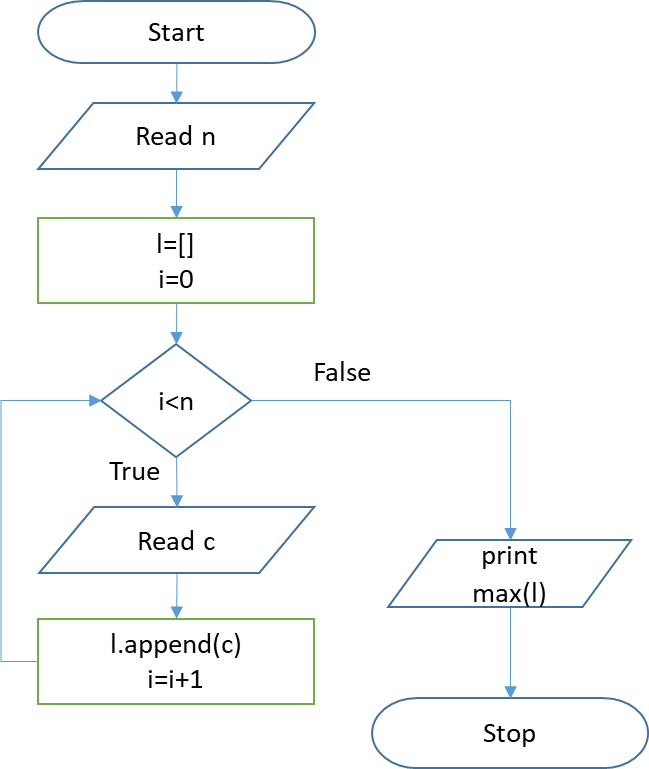 Start
Read n
l=[]
i=0
i<n
False
True
Read c
l.append(c)
i=i+1
print
max(l)
Stop